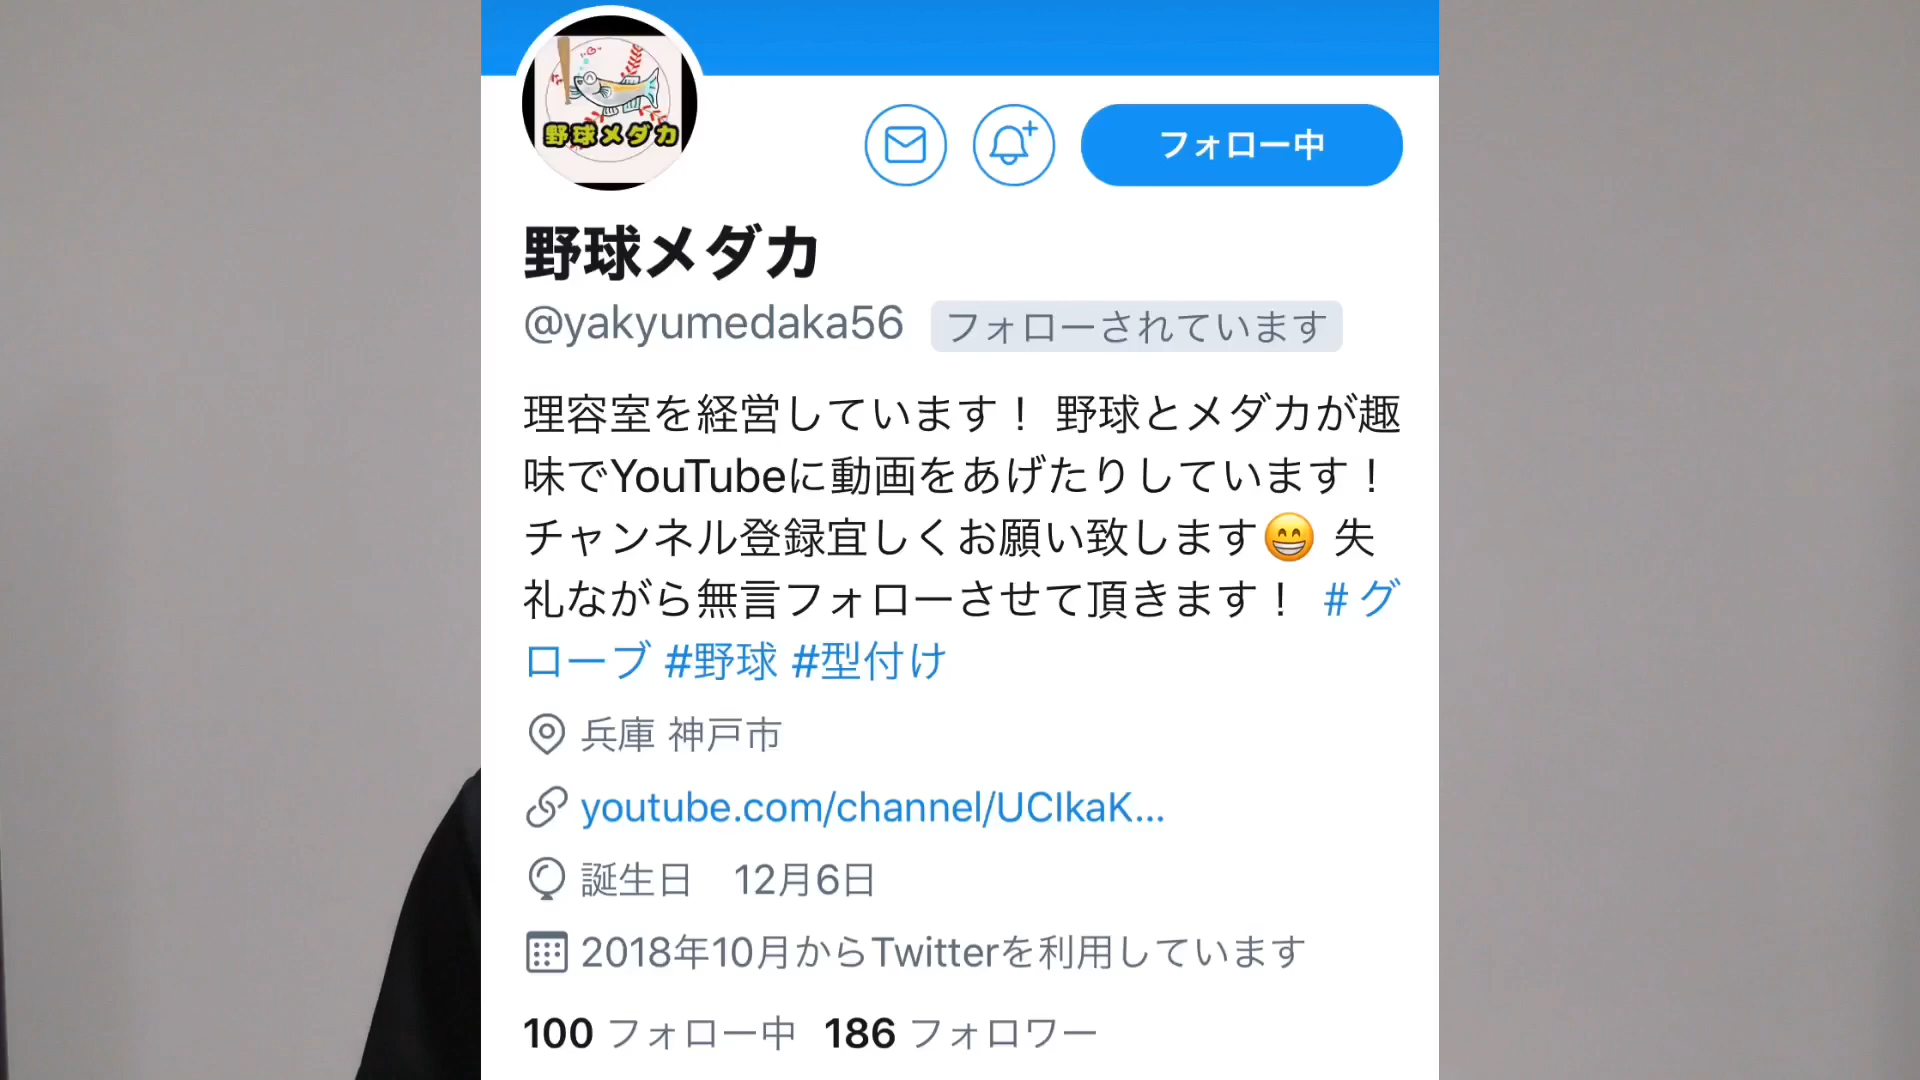 野球メダカ
フォロー中
野球メダカ
@yakyumedaka56 フォローされています
理容室を経営しています！ 野球とメダカが趣
味でYouTubeに動画をあげたりしています！
チャンネル登録宜しくお願い致します😁 失
礼ながら無言フォローさせて頂きます！ #グ
ローブ #野球 #型付け
兵庫 神戸市
youtube.com/channel/UCIkaK...
誕生日 12月6日
2018年10月からTwitterを利用しています
100 フォロー中 186 フォロワー